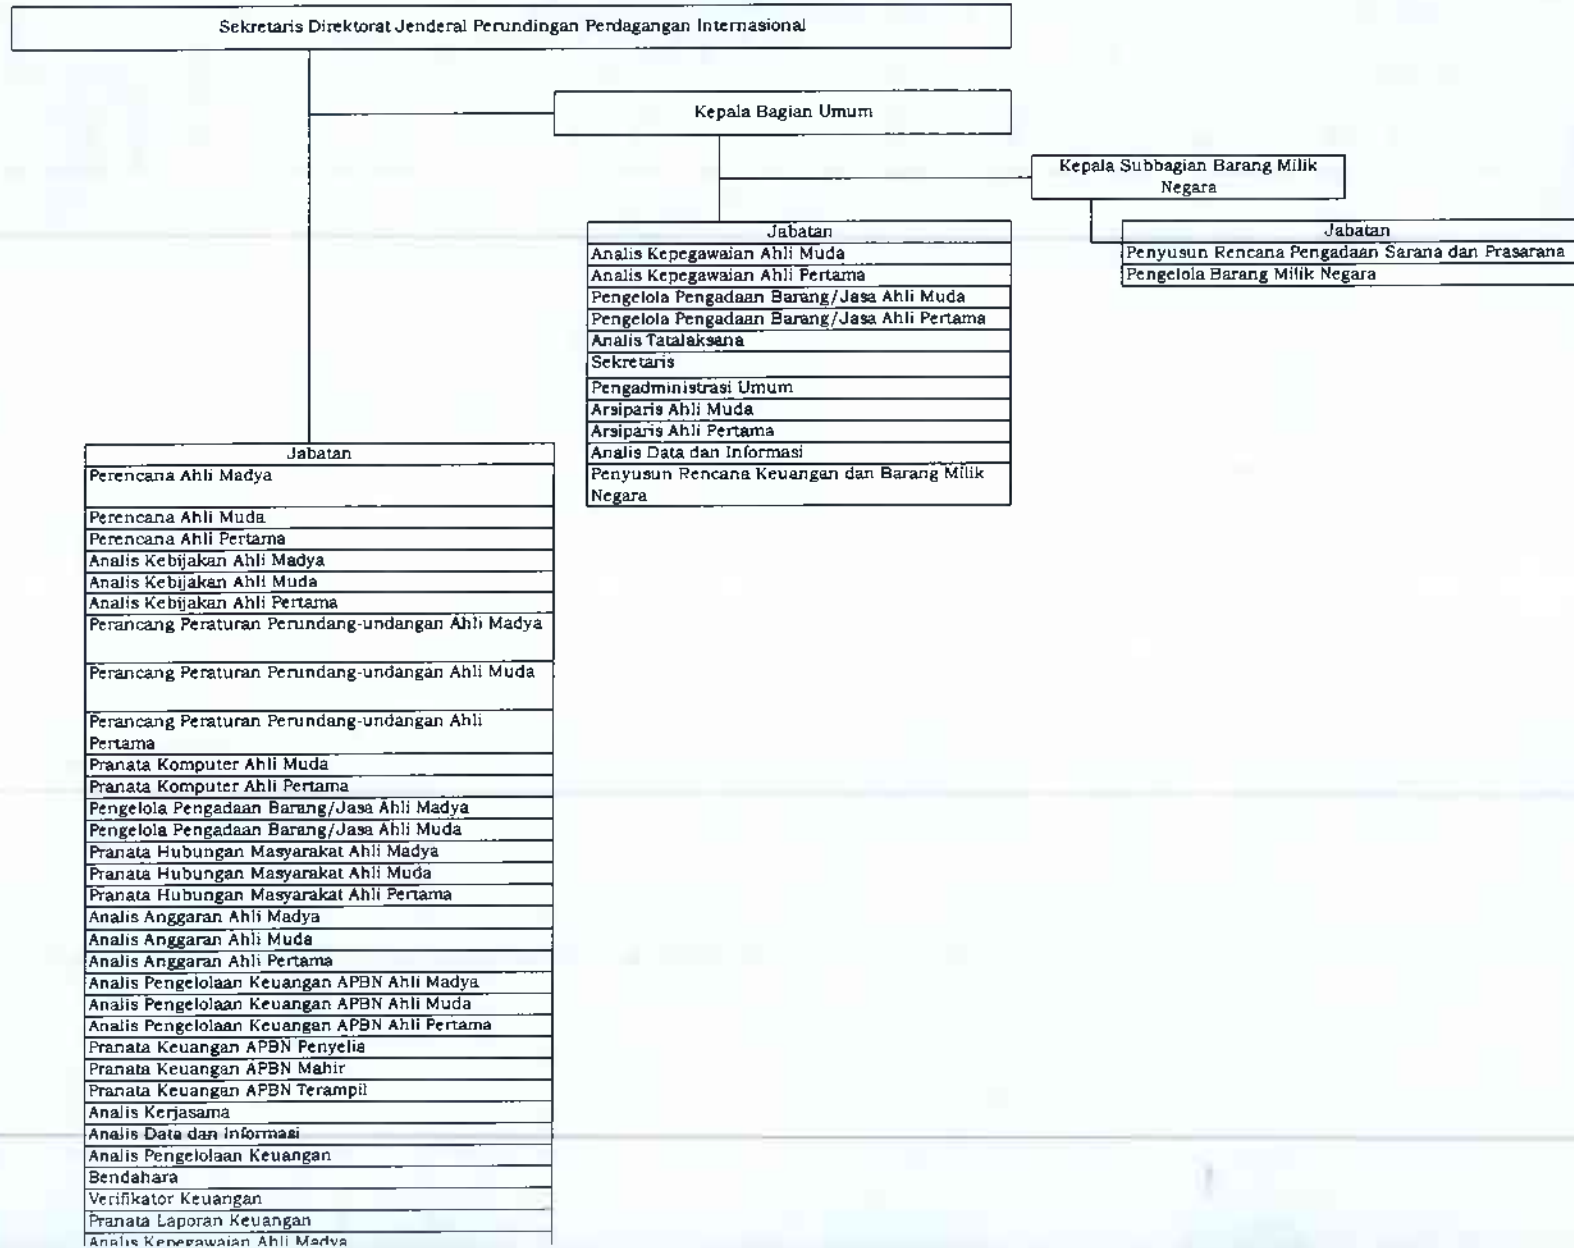 Sekretaris Direktorat Jenderal Perundingan Perdagangan Internasional
Kepala Bagian Umum
Kepala Subbagian Barang Milik
Negara
Jabatan
Penyusun Rencana Pengadaan Sarana dan Prasarana
Pengelola Barang Milik Negara
Jabatan
Analis Kepegawaian Ahli Muda
Analis Kepegawaian Ahli Pertama
Pengelola Pengadaan Barang/Jasa Ahli Muda
Pengelola Pengadaan Barang/Jasa Ahli Pertama
Analis Tatalaksana
Sekretaris
Pengadministrasi Umum
Arsiparis Ahli Muda
Arsiparis Ahli Pertama
Analis Data dan Informasi
Penyusun Rencana Keuangan dan Barang Milik
Negara
Jabatan
Perencana Ahli Madya
Perencana Ahli Muda
Perencana Ahli Pertama
Analis Kebijakan Ahli Madya
Analis Kebijakan Ahli Muda
Analis Kebijakan Ahli Pertama
Perancang Peraturan Perundang-undangan Ahli Madya
Perancang Peraturan Perundang-undangan Ahli Muda
Perancang Peraturan Perundang-undangan Ahli
Pertama
Pranata Komputer Ahli Muda
Pranata Komputer Ahli Pertama
Pengelola Pengadaan Barang/Jasa Ahli Madya
Pengelola Pengadaan Barang/Jasa Ahli Muda
Pranata Hubungan Masyarakat Ahli Madya
Pranata Hubungan Masyarakat Ahli Muda
Pranata Hubungan Masyarakat Ahli Pertama
Analis Anggaran Ahli Madya
Analis Anggaran Ahli Muda
Analis Anggaran Ahli Pertama
Analis Pengelolaan Keuangan APBN Ahli Madya
Analis Pengelolaan Keuangan APBN Ahli Muda
Analis Pengelolaan Keuangan APBN Ahli Pertama
Pranata Keuangan APBN Penyelia
Pranata Keuangan APBN Mahir
Pranata Keuangan APBN Terampil
Analis Kerjasama
Analis Data dan Informasi
Analis Pengelolaan Keuangan
Bendahara
Verifikator Keuangan
Pranata Laporan Keuangan
Analis Kepegawaian Ahli Madya